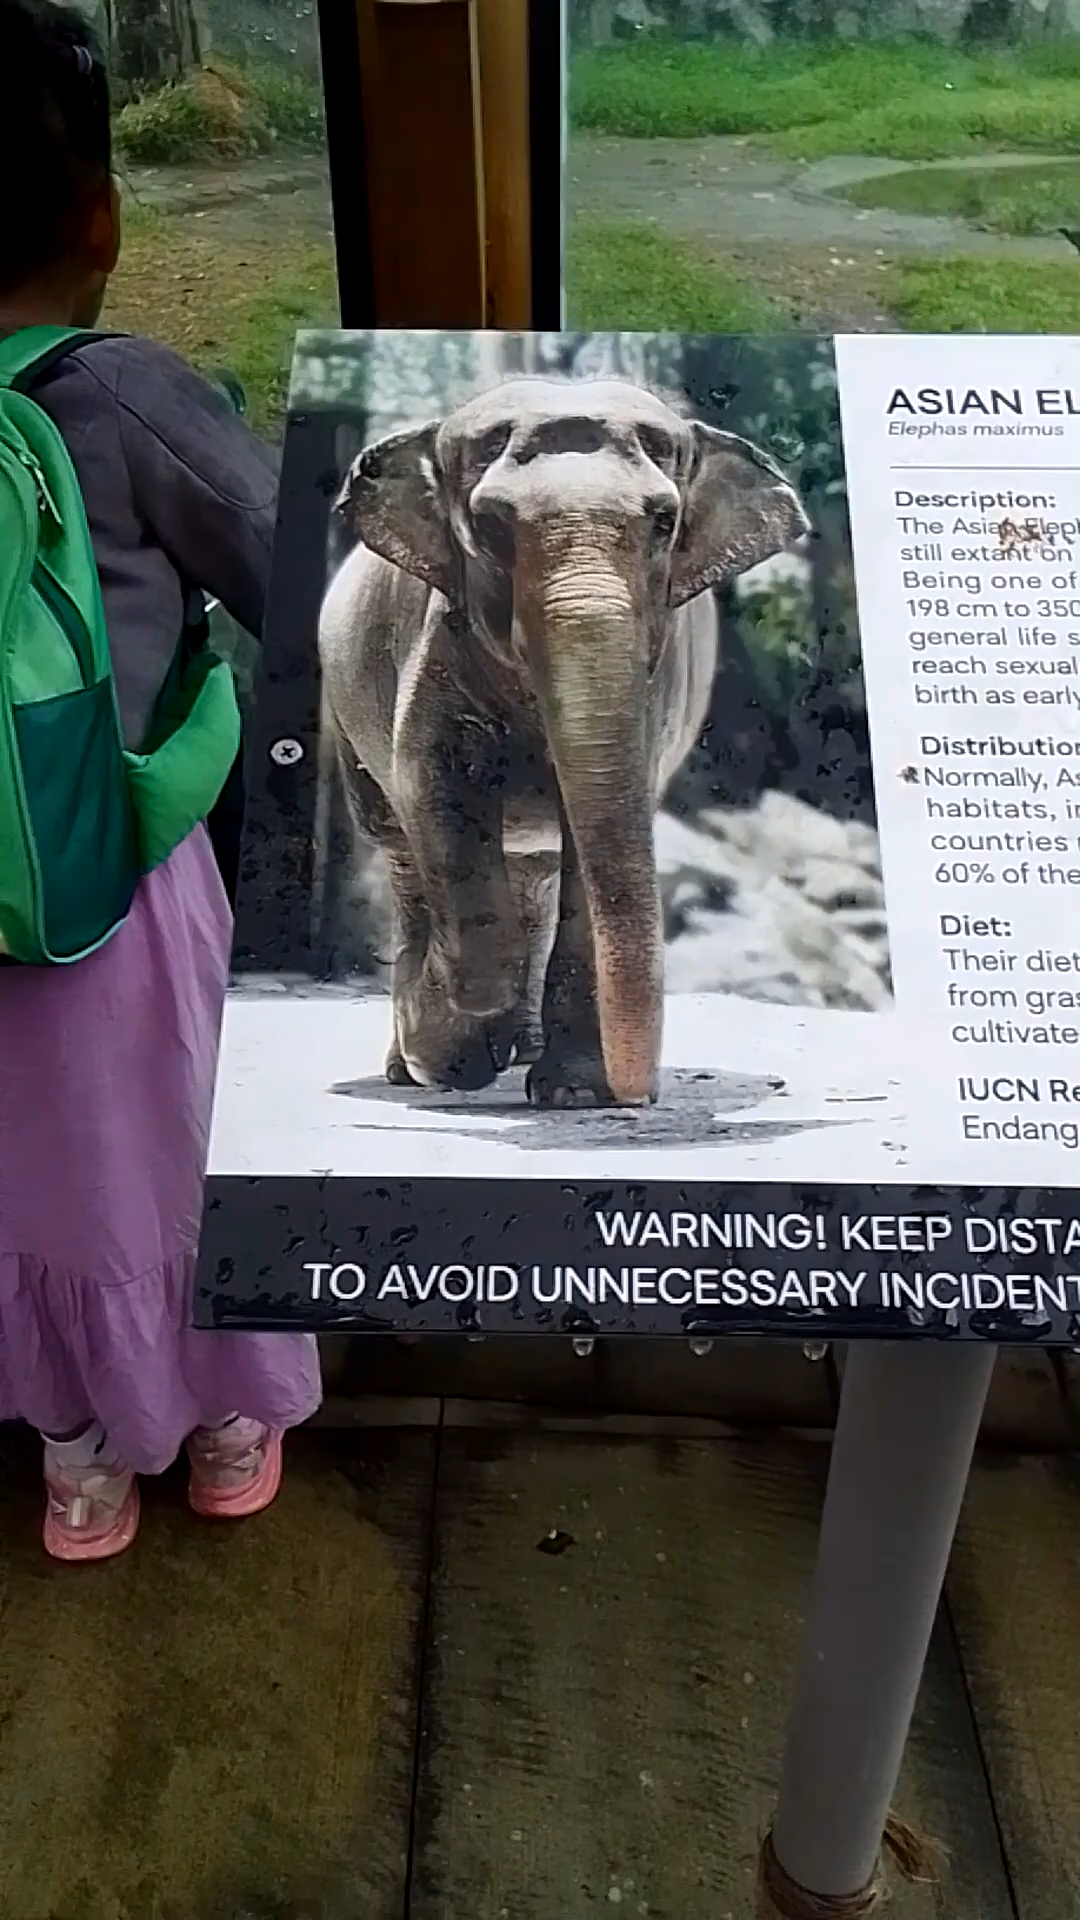 ASIAN EL
Elephas maximus
Description:
The Asian Eleph
still extant on
Being one of
198 cm to 350
general life s
reach sexual
birth as early
Distribution
Normally, As
habitats, in
countries
60% of the
Diet:
Their diet
from gras
cultivate
IUCN Re
Endang
WARNING! KEEP DISTA
TO AVOID UNNECESSARY INCIDENT